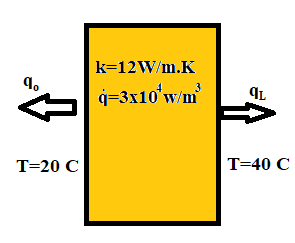 k=12W/m.K
q̇=3x10⁴w/m³
qₒ
q_L
T=20 C
T=40 C